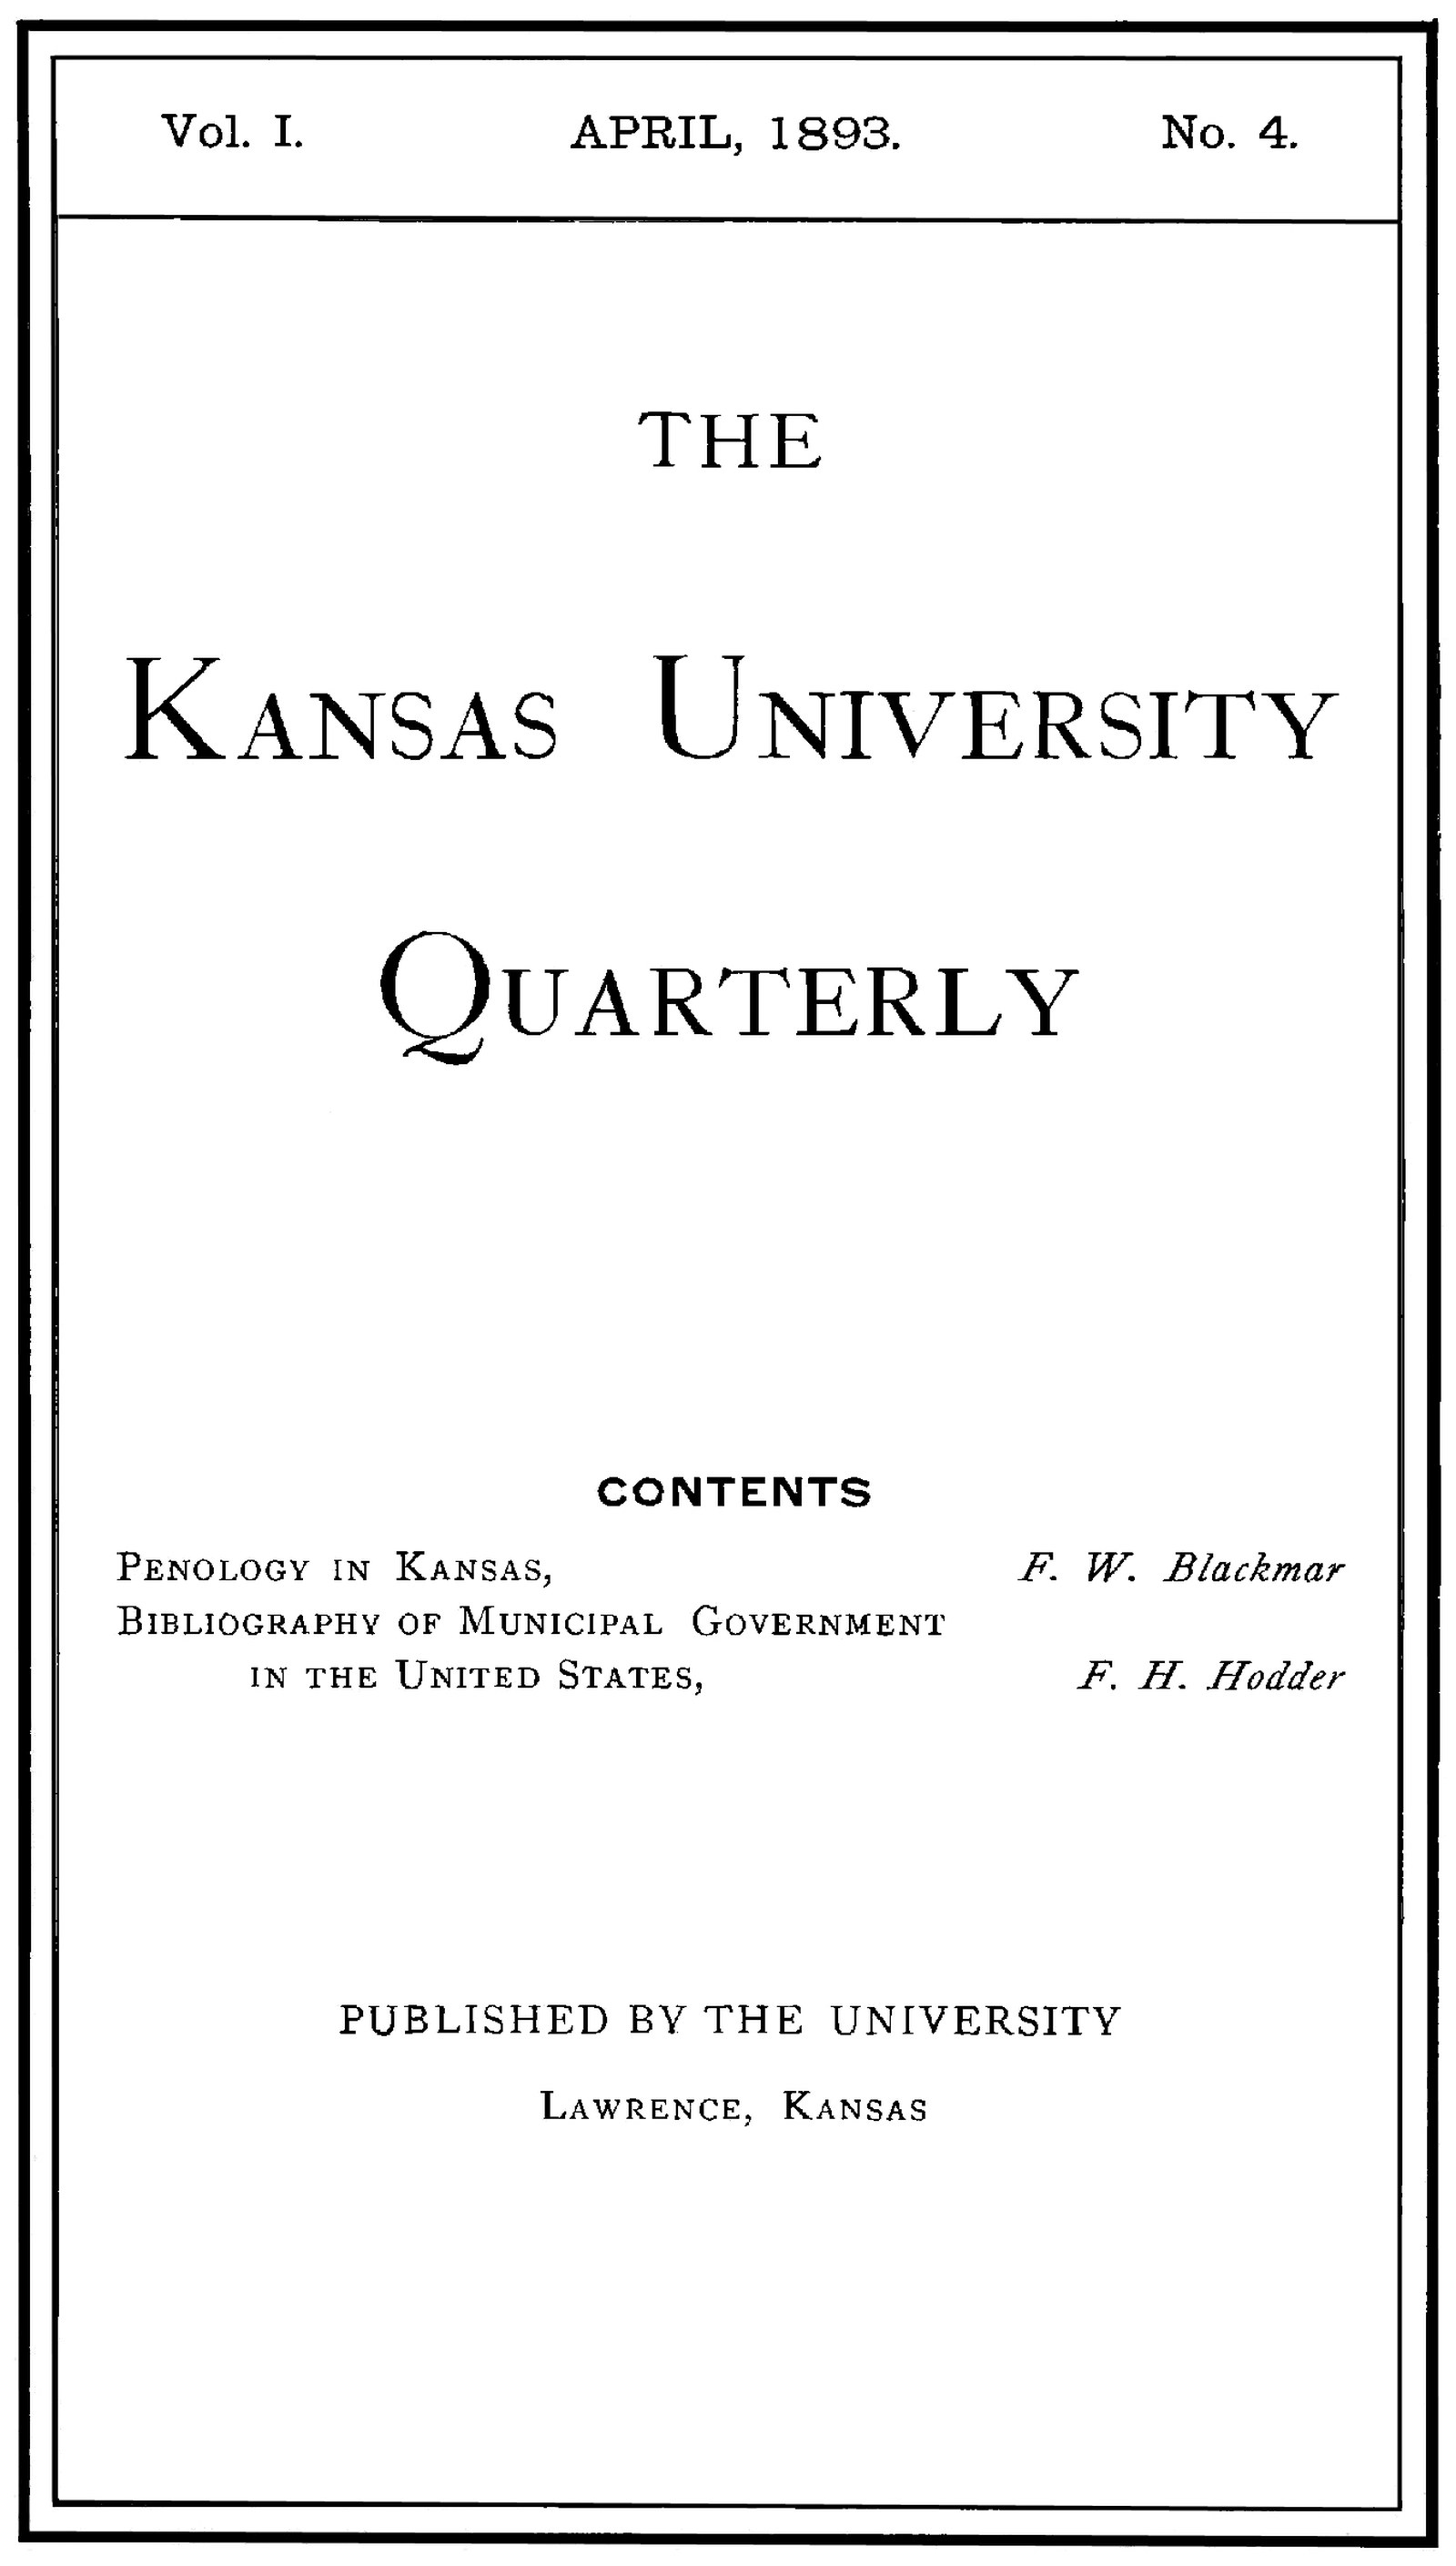 Vol. I. APRIL, 1893. No. 4.
THE
KANSAS UNIVERSITY
QUARTERLY
CONTENTS
PENOLOGY IN KANSAS, F. W. Blackmar
BIBLIOGRAPHY OF MUNICIPAL GOVERNMENT
IN THE UNITED STATES, F. H. Hodder
PUBLISHED BY THE UNIVERSITY
LAWRENCE, KANSAS